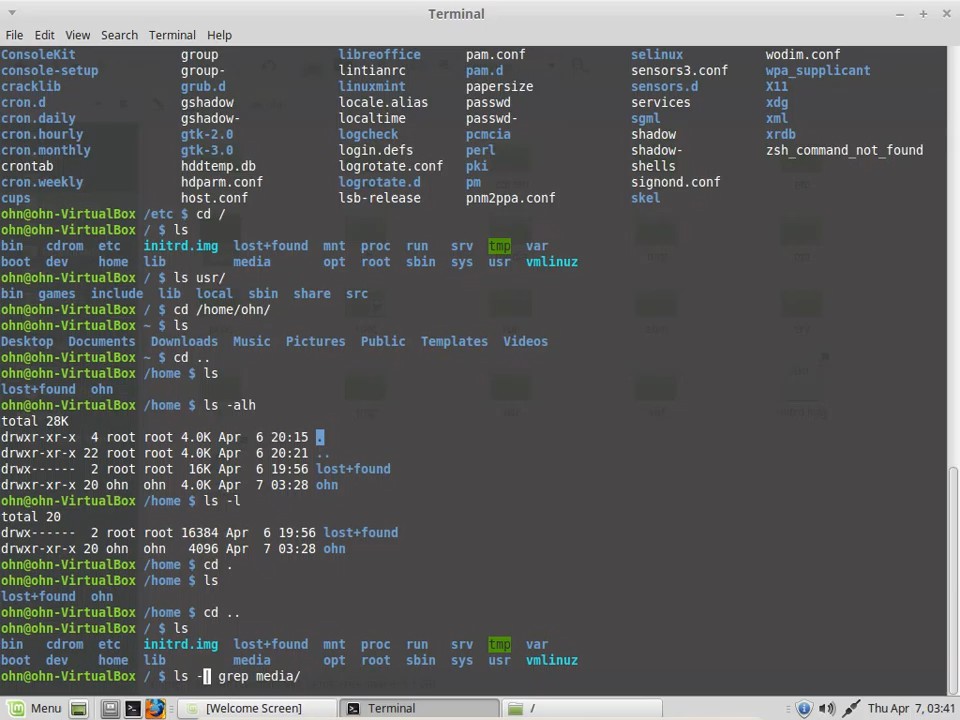 Terminal
File Edit View Search Terminal Help
ConsoleKit group libreoffice pam.conf selinux wodim.conf
console-setup group- lintianrc pam.d sensors3.conf wpa_supplicant
cracklib grub.d linuxmint papersize sensors.d X11
cron.d gshadow locale.alias passwd services xdg
cron.daily gshadow- localtime passwd- sgml xml
cron.hourly gtk-2.0 logcheck pcmcia shadow xrdb
cron.monthly gtk-3.0 login.defs perl shadow- zsh_command_not_found
crontab hddtemp.db logrotate.conf pki shells
cron.weekly hdparm.conf logrotate.d pm signond.conf
cups host.conf lsb-release pnm2ppa.conf skel
ohn@ohn-VirtualBox /etc $ cd /
ohn@ohn-VirtualBox / $ ls
bin cdrom etc initrd.img lost+found mnt proc run srv tmp var
boot dev home lib media opt root sbin sys usr vmlinuz
ohn@ohn-VirtualBox / $ ls usr/
bin games include lib local sbin share src
ohn@ohn-VirtualBox / $ cd /home/ohn/
ohn@ohn-VirtualBox ~ $ ls
Desktop Documents Downloads Music Pictures Public Templates Videos
ohn@ohn-VirtualBox ~ $ cd ..
ohn@ohn-VirtualBox /home $ ls
lost+found ohn
ohn@ohn-VirtualBox /home $ ls -alh
total 28K
drwxr-xr-x 4 root root 4.0K Apr 6 20:15 .
drwxr-xr-x 22 root root 4.0K Apr 6 20:21 ..
drwx------ 2 root root 16K Apr 6 19:56 lost+found
drwxr-xr-x 20 ohn ohn 4.0K Apr 7 03:28 ohn
ohn@ohn-VirtualBox /home $ ls -l
total 20
drwx------ 2 root root 16384 Apr 6 19:56 lost+found
drwxr-xr-x 20 ohn ohn 4096 Apr 7 03:28 ohn
ohn@ohn-VirtualBox /home $ cd .
ohn@ohn-VirtualBox /home $ ls
lost+found ohn
ohn@ohn-VirtualBox /home $ cd ..
ohn@ohn-VirtualBox / $ ls
bin cdrom etc initrd.img lost+found mnt proc run srv tmp var
boot dev home lib media opt root sbin sys usr vmlinuz
ohn@ohn-VirtualBox / $ ls -| grep media/
Menu [Welcome Screen] Terminal / Thu Apr 7, 03:41